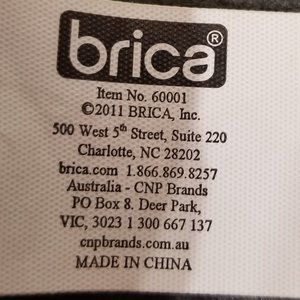 brica®
Item No. 60001
©2011 BRICA, Inc.
500 West 5th Street, Suite 220
Charlotte, NC 28202
brica.com 1.866.869.8257
Australia - CNP Brands
PO Box 8. Deer Park,
VIC, 3023 1 300 667 137
cnpbrands.com.au
MADE IN CHINA